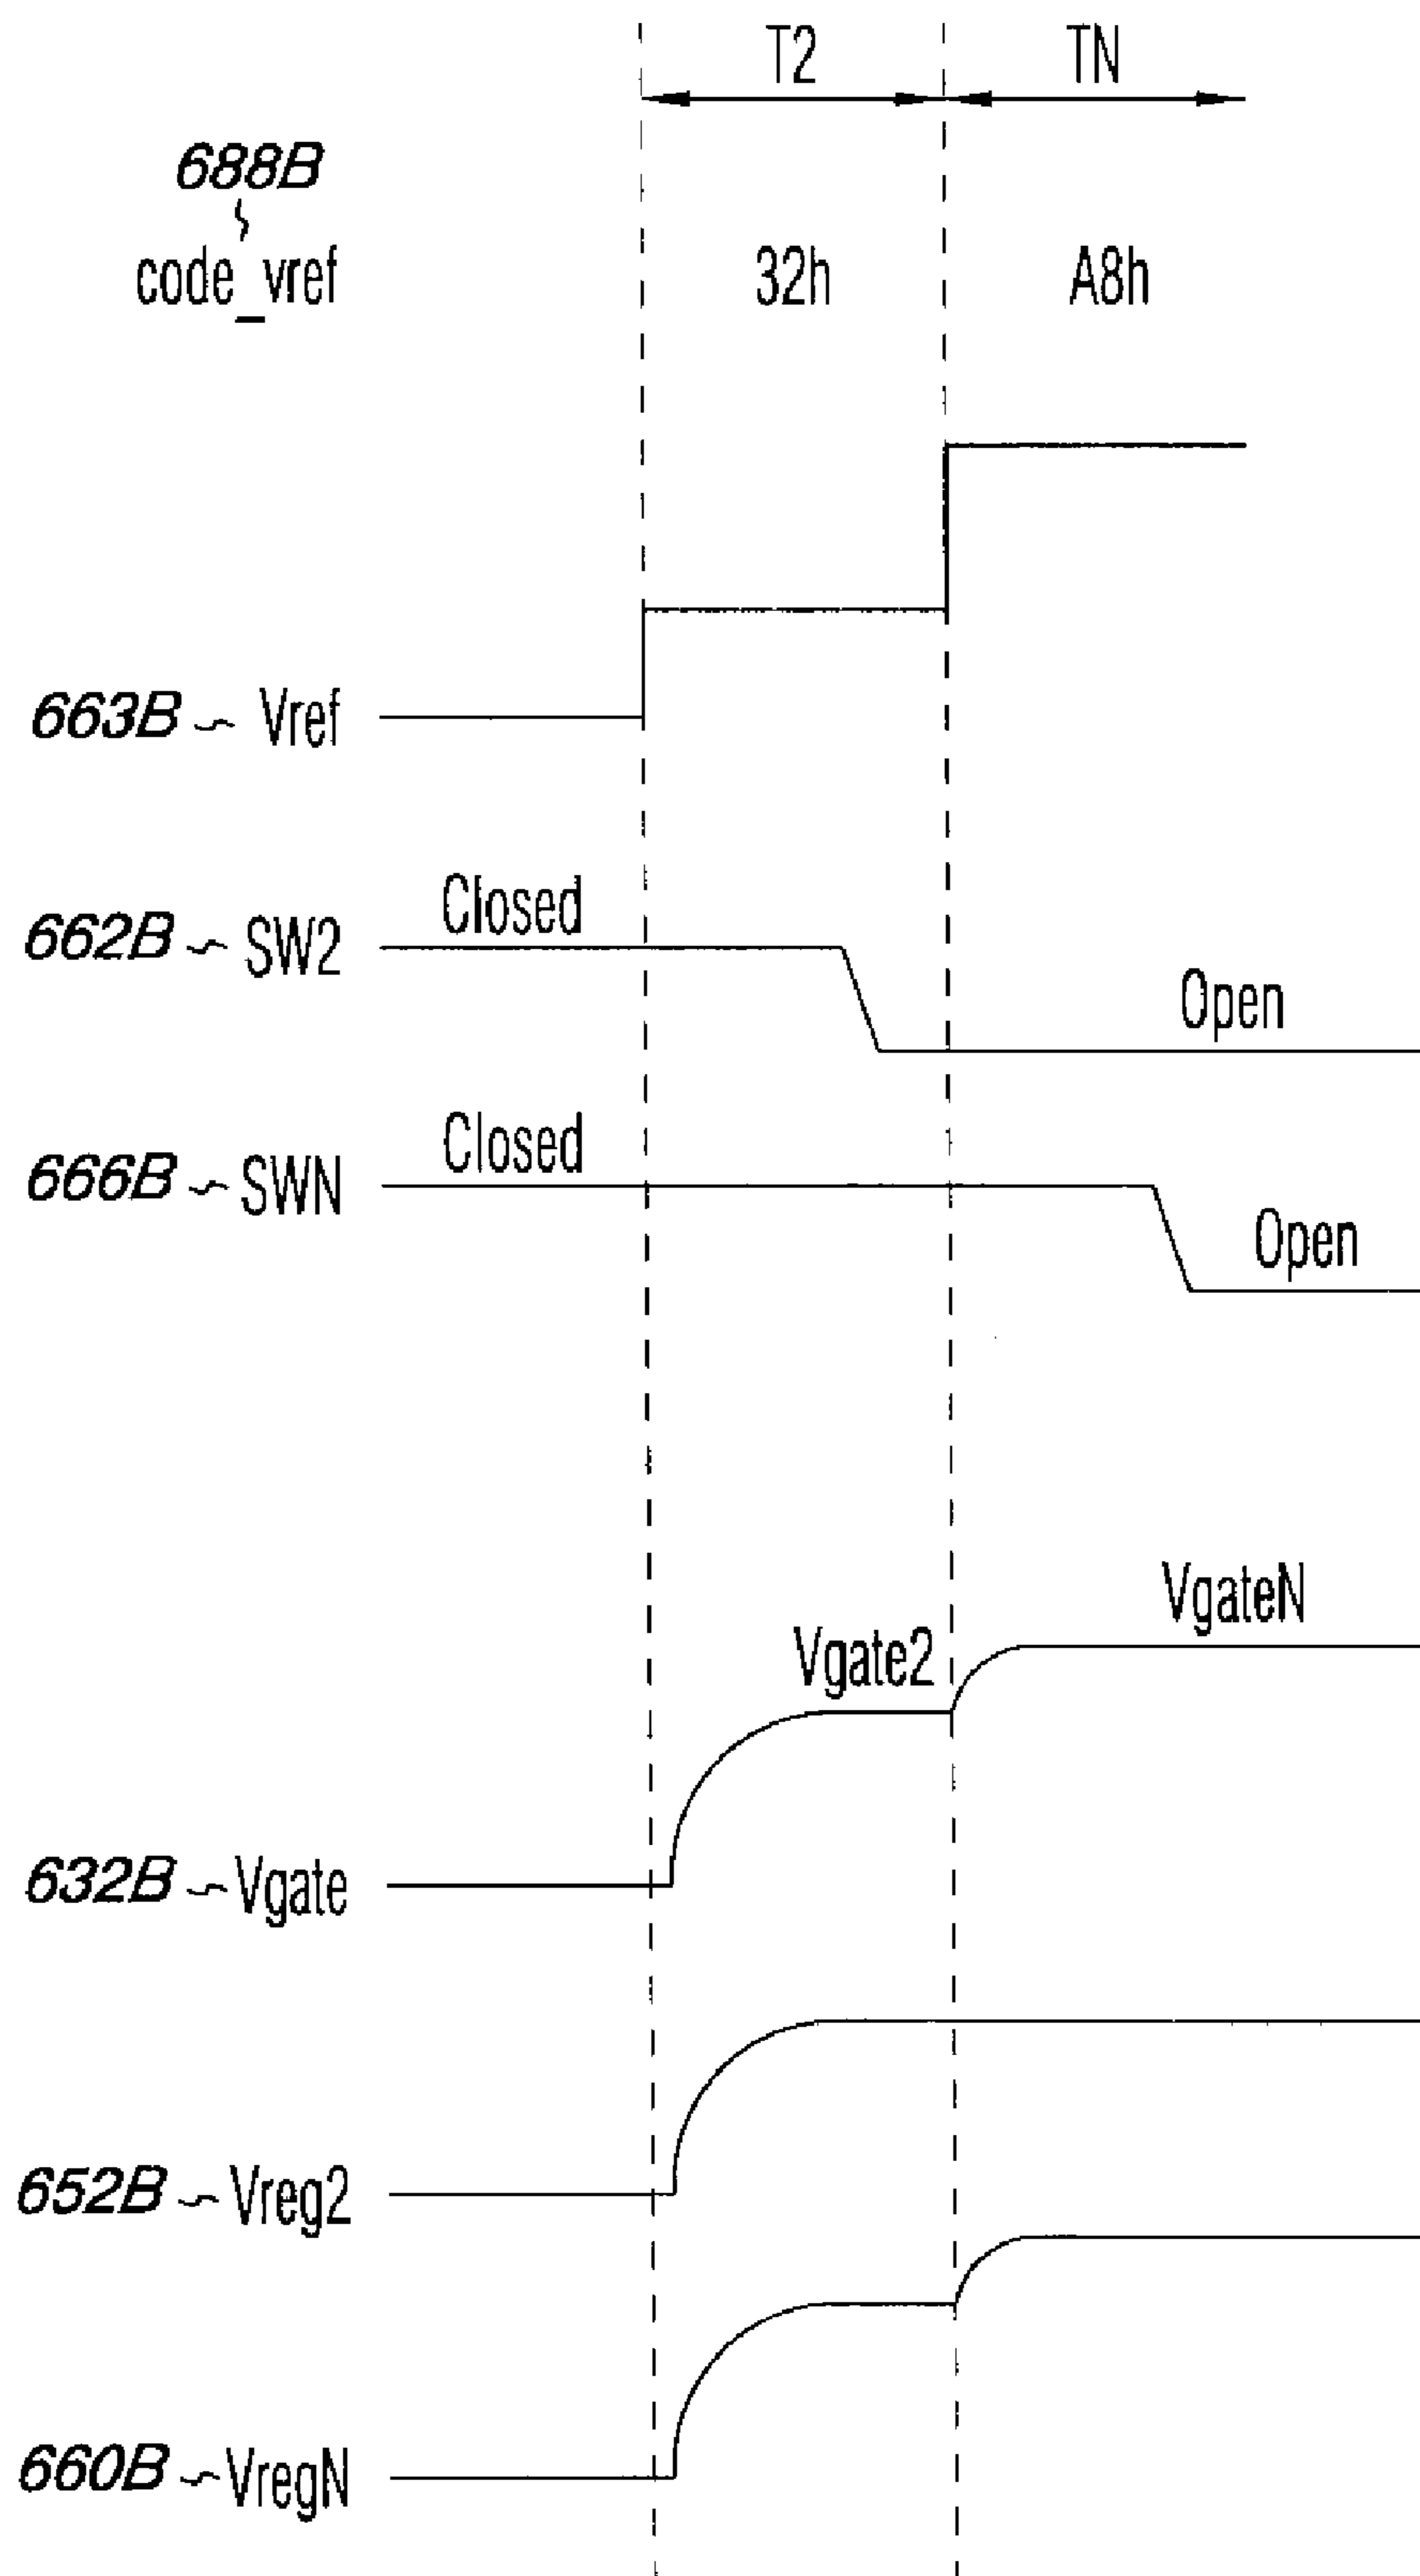 T2 TN
688B
code_vref 32h A8h
663B Vref
Closed
662B SW2
Open
Closed
666B SWN
Open
VgateN
Vgate2
632B Vgate
652B Vreg2
660B VregN